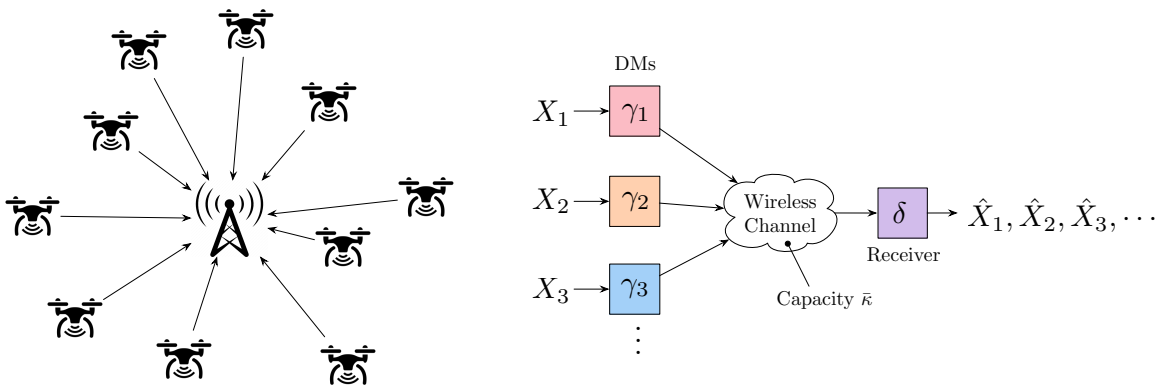 DMs
X₁
γ₁
X₂
γ₂
X₃
γ₃
⋮
Wireless
Channel
δ
Receiver
X̂₁, X̂₂, X̂₃, ⋯
Capacity κ̄